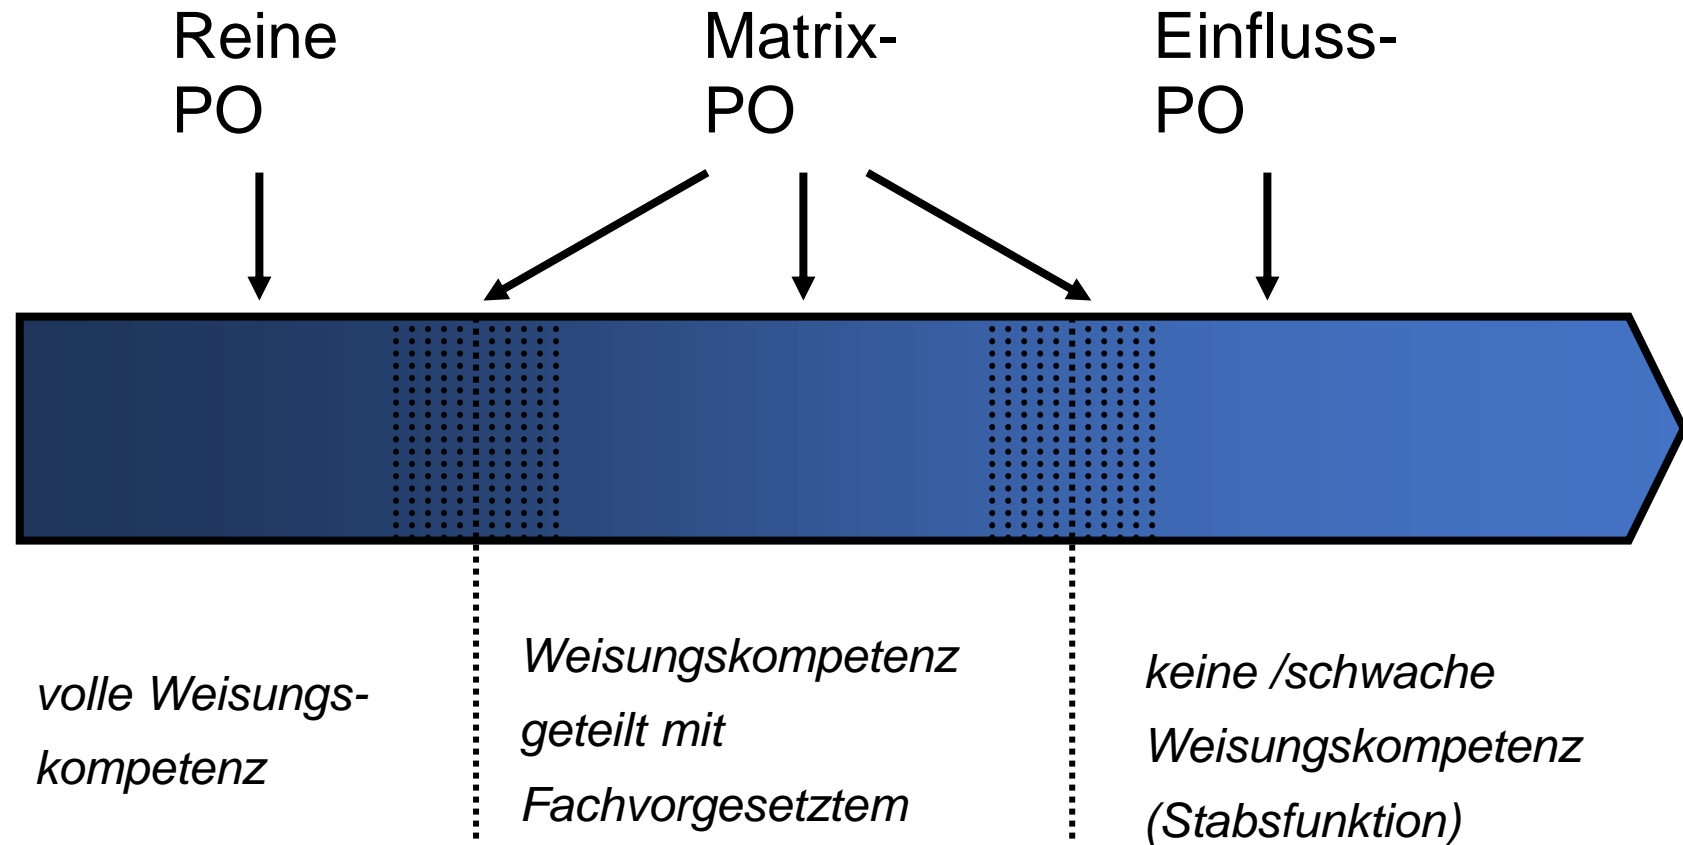 Reine
PO
Matrix-
PO
Einfluss-
PO
volle Weisungs-
kompetenz
Weisungskompetenz
geteilt mit
Fachvorgesetztem
keine /schwache
Weisungskompetenz
(Stabsfunktion)